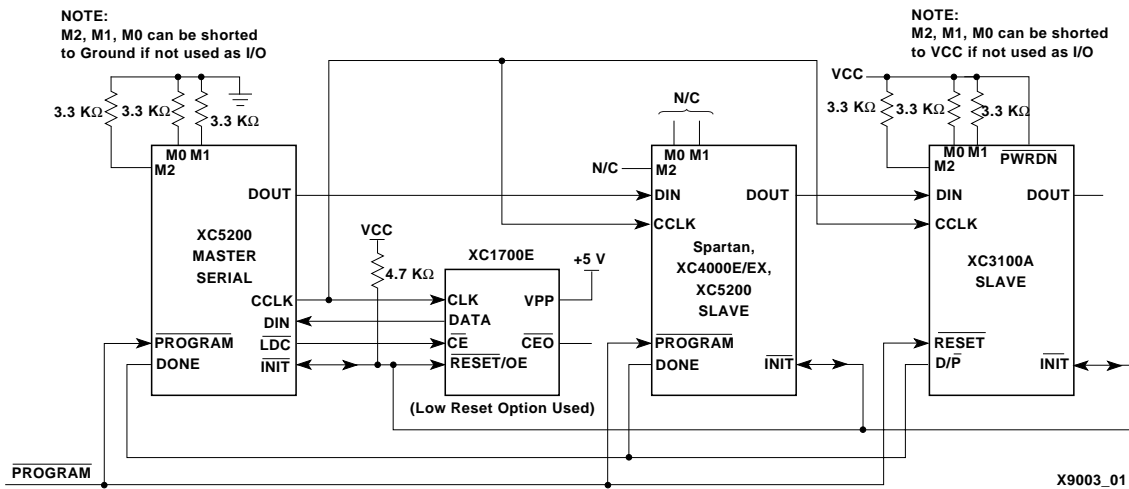 NOTE:
M2, M1, M0 can be shorted
to Ground if not used as I/O
NOTE:
M2, M1, M0 can be shorted
to VCC if not used as I/O
3.3 KΩ
3.3 KΩ
3.3 KΩ
N/C
VCC
3.3 KΩ
3.3 KΩ
3.3 KΩ
M0 M1
M2
DOUT
XC5200
MASTER
SERIAL
CCLK
DIN
PROGRAM
LDC
DONE
INIT
VCC
4.7 KΩ
XC1700E
+5 V
CLK
VPP
DATA
CE
CEO
RESET/OE
(Low Reset Option Used)
N/C
M0 M1
M2
DIN
DOUT
CCLK
Spartan,
XC4000E/EX,
XC5200
SLAVE
PROGRAM
DONE
INIT
M0 M1
PWRDN
M2
DIN
DOUT
CCLK
XC3100A
SLAVE
RESET
D/P
INIT
PROGRAM
X9003_01